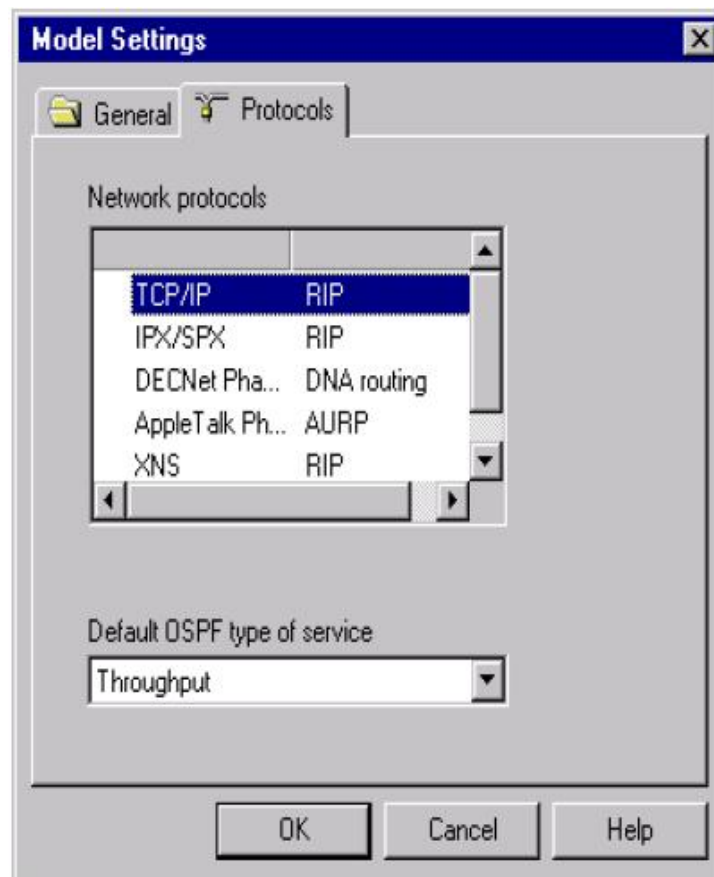 Model Settings
General Protocols
Network protocols
TCP/IP RIP
IPX/SPX RIP
DECNet Pha... DNA routing
AppleTalk Ph... AURP
XNS RIP
Default OSPF type of service
Throughput
OK Cancel Help